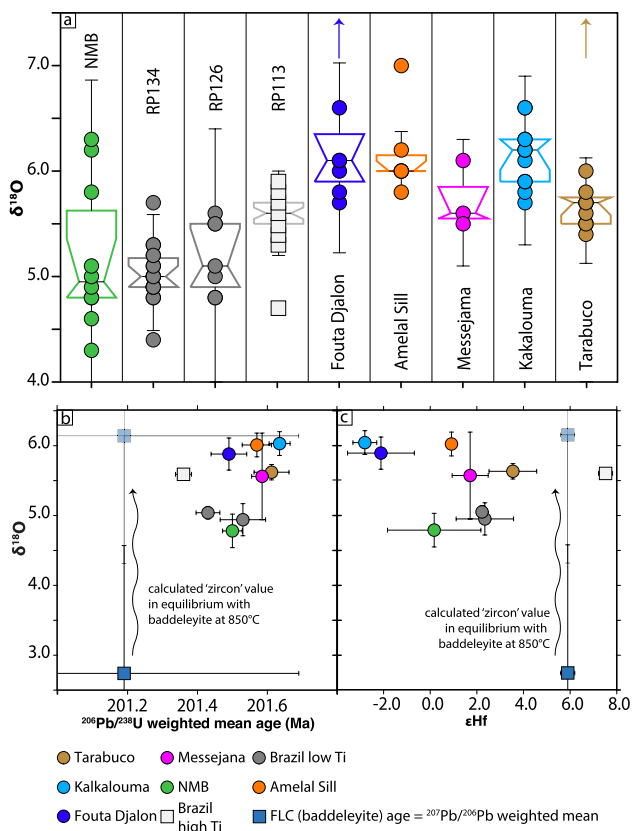 a
NMB
RP134
RP126
RP113
Fouta Djalon
Amelal Sill
Messejama
Kakalouma
Tarabuco
7.0
6.0
5.0
4.0
δ¹⁸O
b
6.0
5.0
4.0
3.0
δ¹⁸O
calculated ‘zircon’ value
in equilibrium with
baddeleyite at 850°C
201.2
201.4
201.6
²⁰⁶Pb/²³⁸U weighted mean age (Ma)
c
calculated ‘zircon’ value
in equilibrium with
baddeleyite at 850°C
-2.0
0.0
2.0
4.0
6.0
8.0
εHf
Tarabuco
Messejana
Brazil low Ti
Kalkalouma
NMB
Amelal Sill
Fouta Djalon
Brazil
high Ti
FLC (baddeleyite) age = ²⁰⁷Pb/²⁰⁶Pb weighted mean